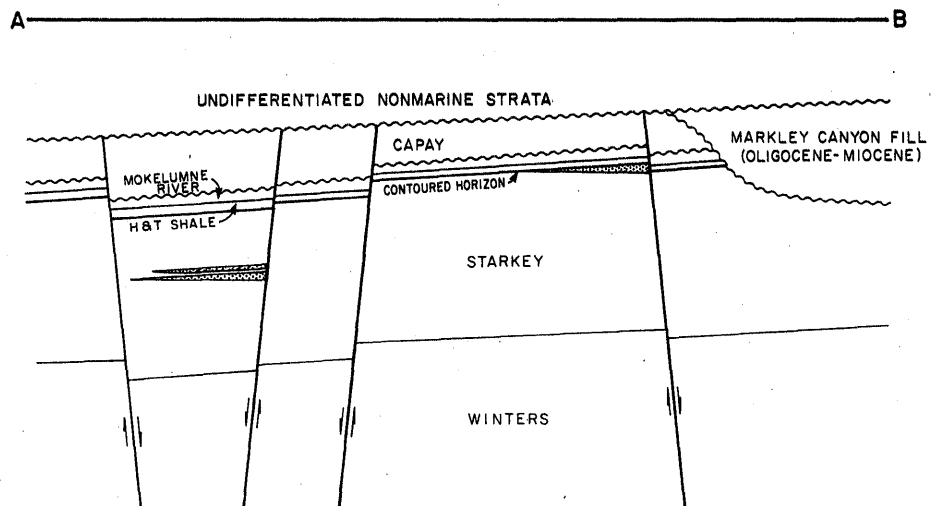 A B
UNDIFFERENTIATED NONMARINE STRATA
CAPAY
MARKLEY CANYON FILL
(OLIGOCENE-MIOCENE)
MOKELUMNE
RIVER
CONTOURED HORIZON
H&T SHALE
STARKEY
WINTERS